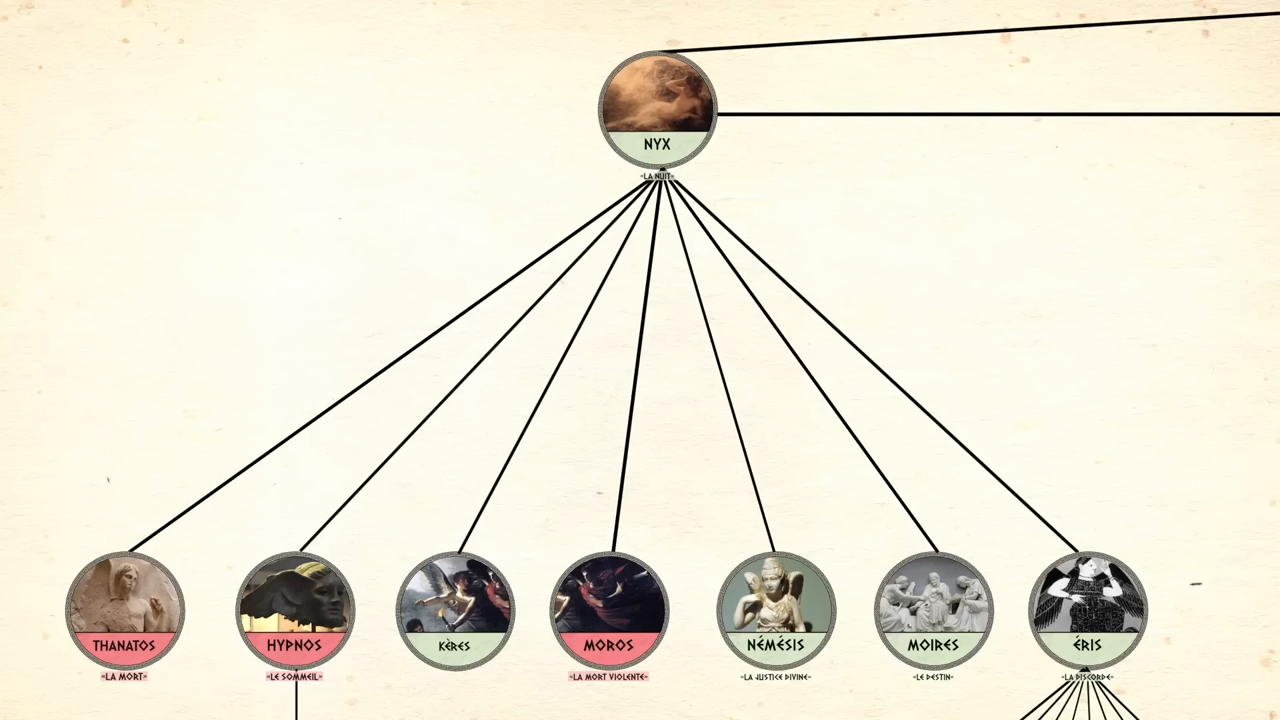 NYX
«LA NUIT»
THANATOS
«LA MORT»
HYPNOS
«LE SOMMEIL»
KÈRES
MOROS
«LA MORT VIOLENTE»
NÉMÉSIS
«LA JUSTICE DIVINE»
MOIRES
«LE DESTIN»
ÉRIS
«LA DISCORDE»